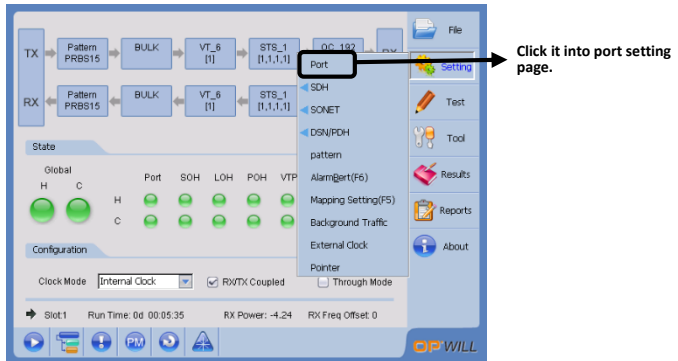 File
TX
Pattern
PRBS15
BULK
VT_6
[1]
STS_1
[1,1,1,1]
OC_192
RX
Port
Click it into port setting
page.
Setting
RX
Pattern
PRBS15
BULK
VT_6
[1]
STS_1
[1,1,1,1]
SDH
SONET
DSN/PDH
pattern
AlarmBert(F6)
Mapping Setting(F5)
Background Traffic
External Clock
Pointer
Test
Tool
Results
Reports
About
State
Global
H C
Port SOH LOH POH VTP
H
C
Configuration
Clock Mode Internal Clock RX/TX Coupled Through Mode
Slot:1 Run Time: 0d 00:05:35 RX Power: -4.24 RX Freq Offset: 0
PM
OPWILL